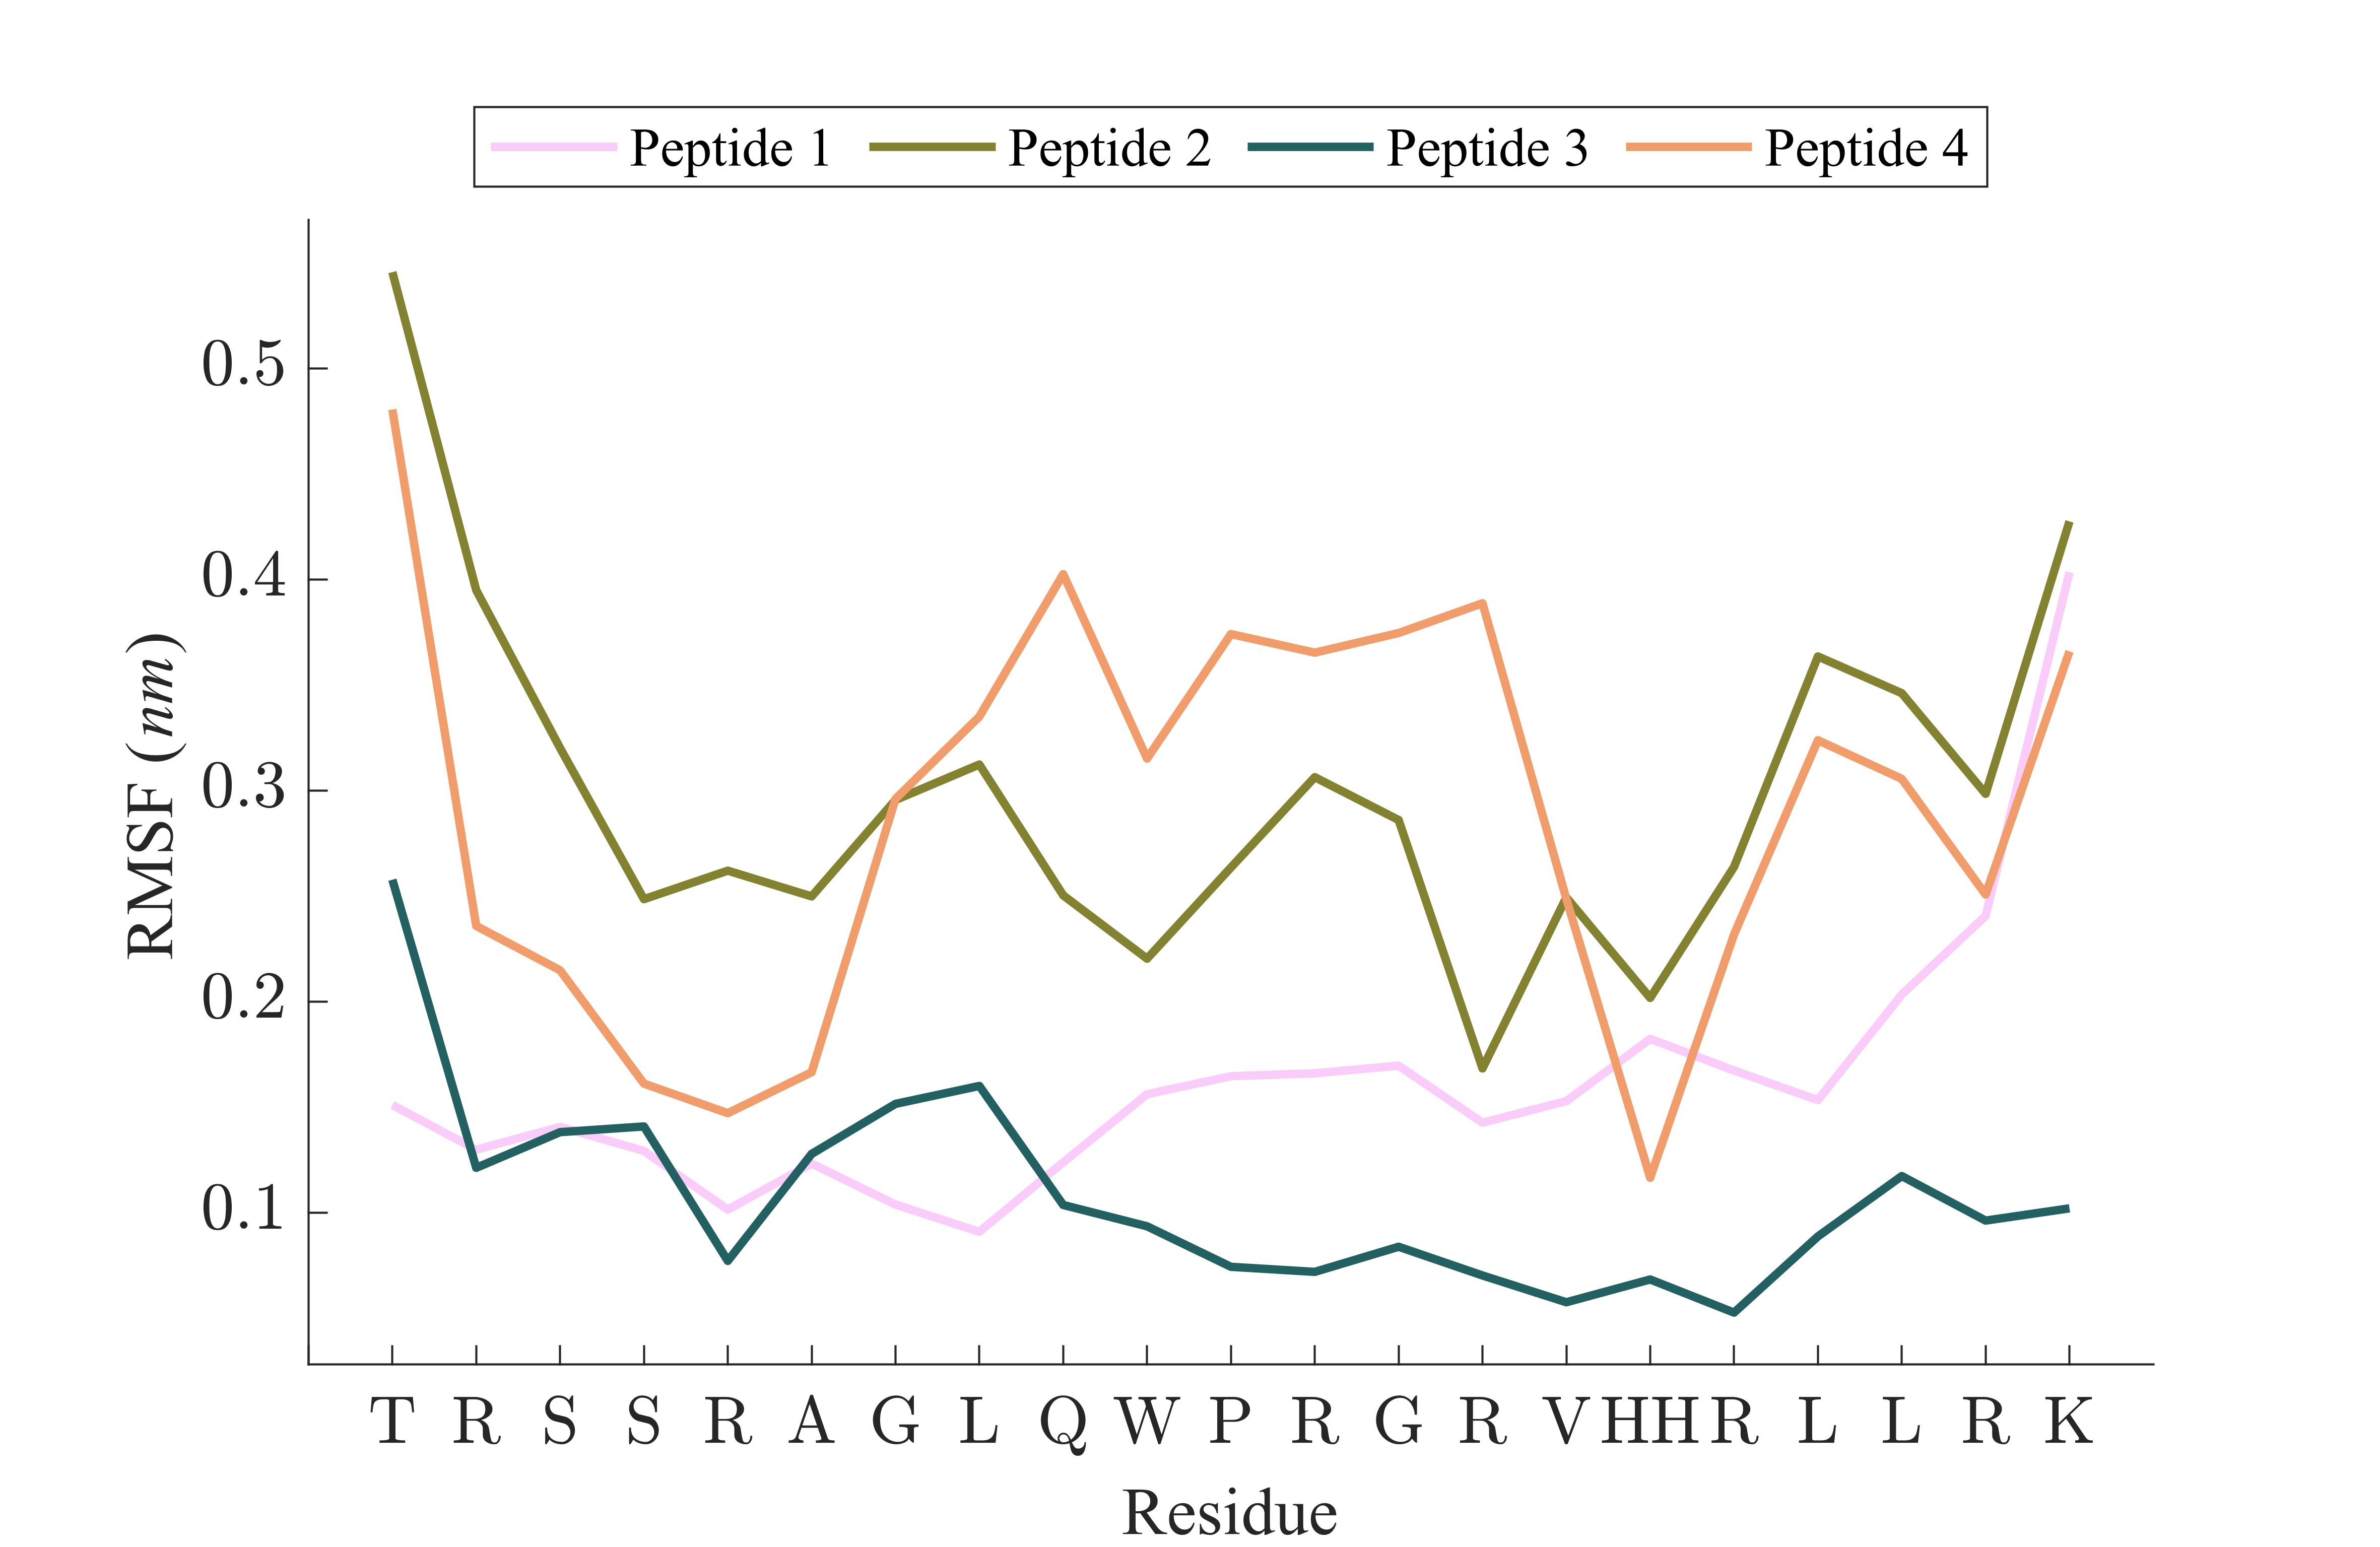 Peptide 1 Peptide 2 Peptide 3 Peptide 4
0.5
0.4
0.3
0.2
0.1
RMSF (nm)
T R S S R A G L Q W P R G R V HH R L L R K
Residue